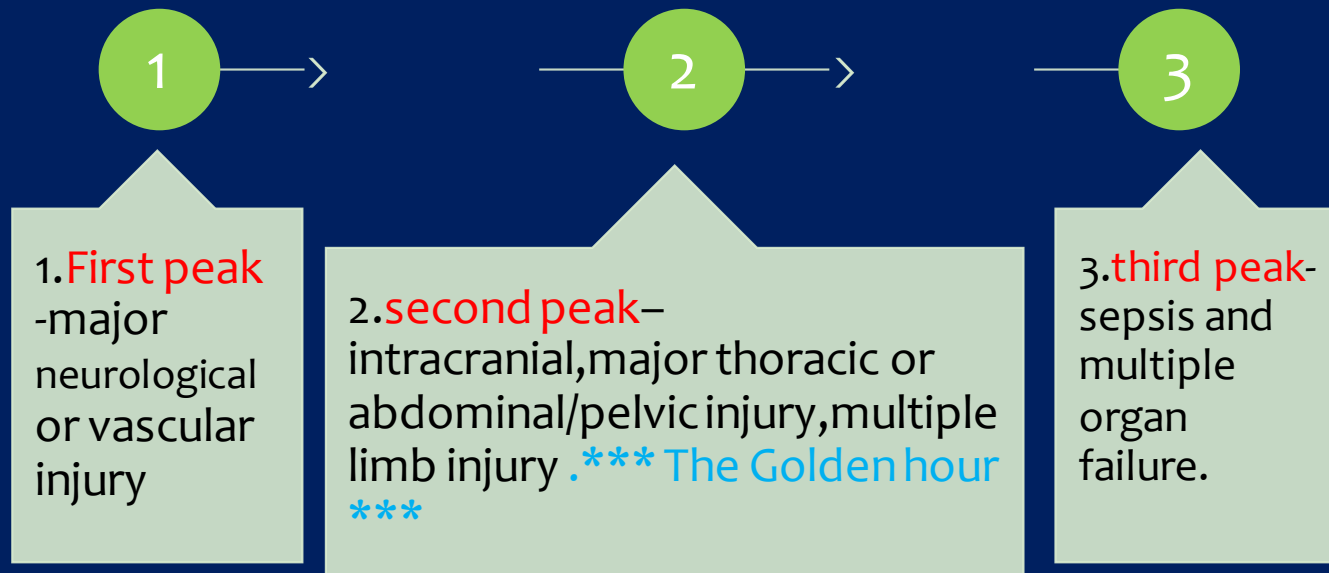 1
2
3
1.First peak
-major
neurological
or vascular
injury
2.second peak–
intracranial,major thoracic or
abdominal/pelvic injury,multiple
limb injury .*** The Golden hour
***
3.third peak-
sepsis and
multiple
organ
failure.